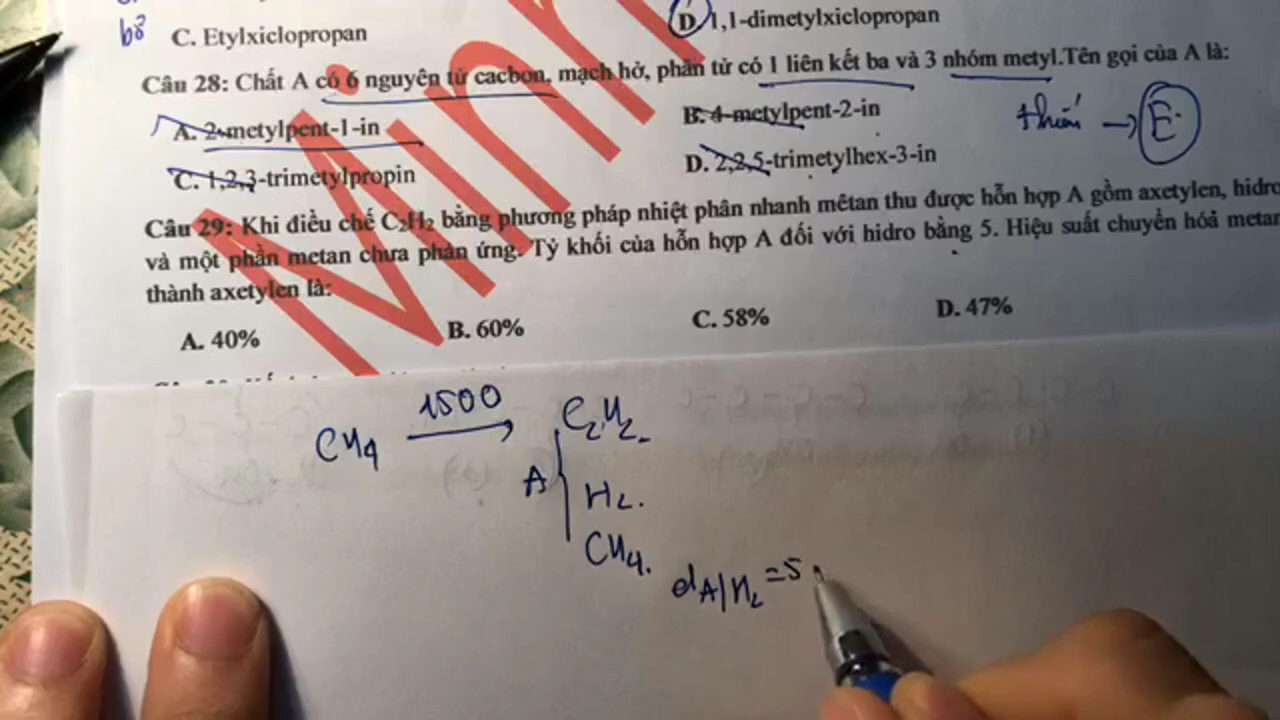 C. Etylxiclopropan
D. 1,1-dimetylxiclopropan
Câu 28: Chất A có 6 nguyên tử cacbon, mạch hở, phân tử có 1 liên kết ba và 3 nhóm metyl.Tên gọi của A là:
A. 2-metylpent-1-in
B. 4-metylpent-2-in
thiếu → E.
C. 1,2,3-trimetylpropin
D. 2,2,5-trimetylhex-3-in
Câu 29: Khi điều chế C₂H₂ bằng phương pháp nhiệt phân nhanh mêtan thu được hỗn hợp A gồm axetylen, hidro
và một phần metan chưa phản ứng. Tỷ khối của hỗn hợp A đối với hidro bằng 5. Hiệu suất chuyển hóa metan
thành axetylen là:
A. 40%
B. 60%
C. 58%
D. 47%
CH₄ 1500 → C₂H₂
A H₂.
CH₄.
dA/H₂ = 5